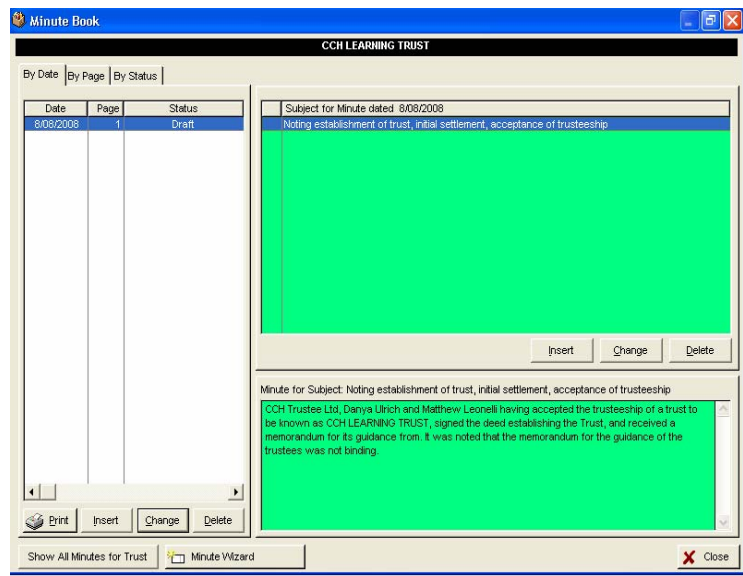 Minute Book
CCH LEARNING TRUST
By Date By Page By Status
Date Page Status
8/08/2008 1 Draft
Subject for Minute dated 8/08/2008
Noting establishment of trust, initial settlement, acceptance of trusteeship
Insert Change Delete
Minute for Subject: Noting establishment of trust, initial settlement, acceptance of trusteeship
CCH Trustee Ltd, Danya Ulrich and Matthew Leonelli having accepted the trusteeship of a trust to
be known as CCH LEARNING TRUST, signed the deed establishing the Trust, and received a
memorandum for its guidance from. It was noted that the memorandum for the guidance of the
trustees was not binding.
Print Insert Change Delete
Show All Minutes for Trust Minute Wizard Close